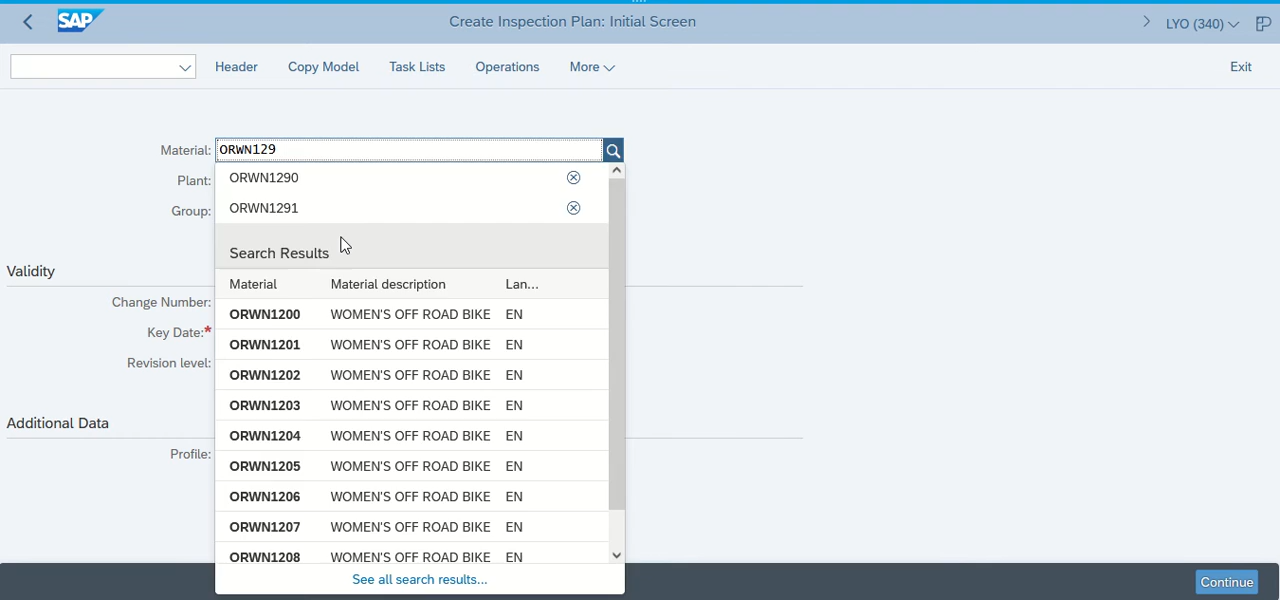 SAP
Create Inspection Plan: Initial Screen
LYO (340)
Header
Copy Model
Task Lists
Operations
More
Exit
Material:
ORWN129
Plant:
Group:
ORWN1290
ORWN1291
Search Results
Material Material description Lan...
ORWN1200 WOMEN'S OFF ROAD BIKE EN
ORWN1201 WOMEN'S OFF ROAD BIKE EN
ORWN1202 WOMEN'S OFF ROAD BIKE EN
ORWN1203 WOMEN'S OFF ROAD BIKE EN
ORWN1204 WOMEN'S OFF ROAD BIKE EN
ORWN1205 WOMEN'S OFF ROAD BIKE EN
ORWN1206 WOMEN'S OFF ROAD BIKE EN
ORWN1207 WOMEN'S OFF ROAD BIKE EN
ORWN1208 WOMEN'S OFF ROAD BIKE EN
See all search results...
Validity
Change Number:
Key Date:*
Revision level:
Additional Data
Profile:
Continue